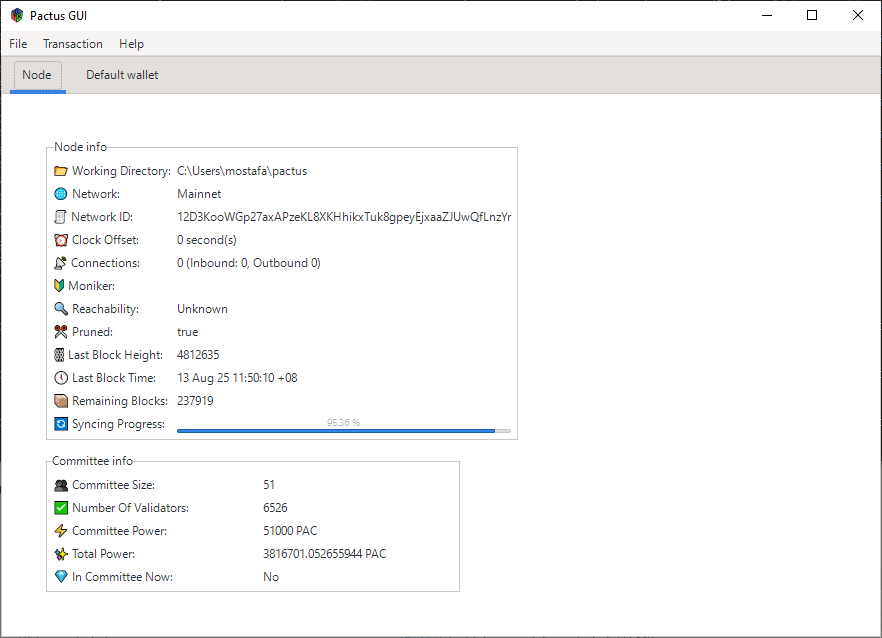 Pactus GUI
File Transaction Help
Node Default wallet
Node info
Working Directory: C:\Users\mostafa\pactus
Network: Mainnet
Network ID: 12D3KooWGp27axAPzeKL8XKHhikxTuk8gpeyEjxaaZJUwQfLnzYr
Clock Offset: 0 second(s)
Connections: 0 (Inbound: 0, Outbound 0)
Moniker:
Reachability: Unknown
Pruned: true
Last Block Height: 4812635
Last Block Time: 13 Aug 25 11:50:10 +08
Remaining Blocks: 237919
Syncing Progress: 95.36 %
Committee info
Committee Size: 51
Number Of Validators: 6526
Committee Power: 51000 PAC
Total Power: 3816701.052655944 PAC
In Committee Now: No